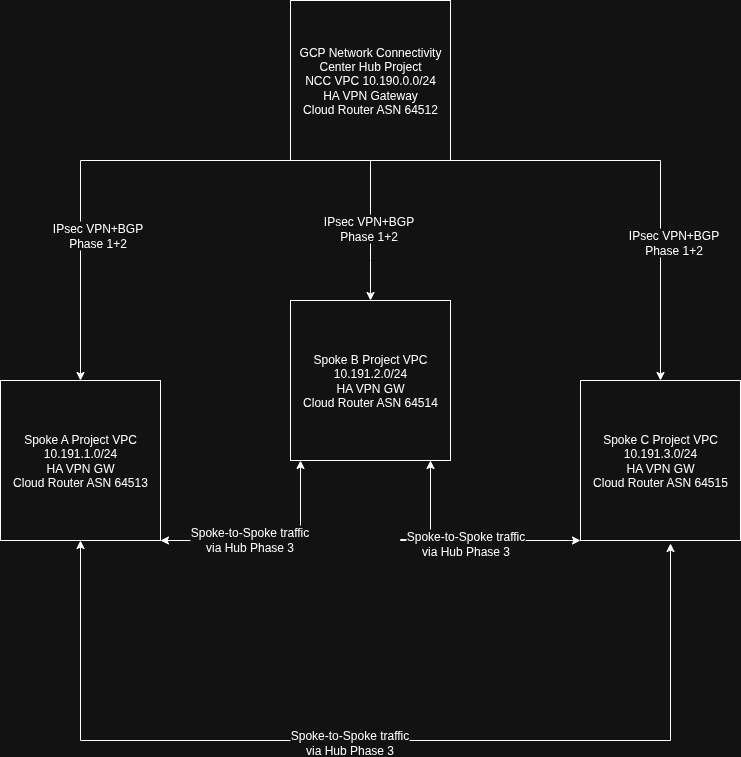 GCP Network Connectivity
Center Hub Project
NCC VPC 10.190.0.0/24
HA VPN Gateway
Cloud Router ASN 64512
IPsec VPN+BGP
Phase 1+2
IPsec VPN+BGP
Phase 1+2
IPsec VPN+BGP
Phase 1+2
Spoke B Project VPC
10.191.2.0/24
HA VPN GW
Cloud Router ASN 64514
Spoke A Project VPC
10.191.1.0/24
HA VPN GW
Cloud Router ASN 64513
Spoke C Project VPC
10.191.3.0/24
HA VPN GW
Cloud Router ASN 64515
Spoke-to-Spoke traffic
via Hub Phase 3
Spoke-to-Spoke traffic
via Hub Phase 3
Spoke-to-Spoke traffic
via Hub Phase 3